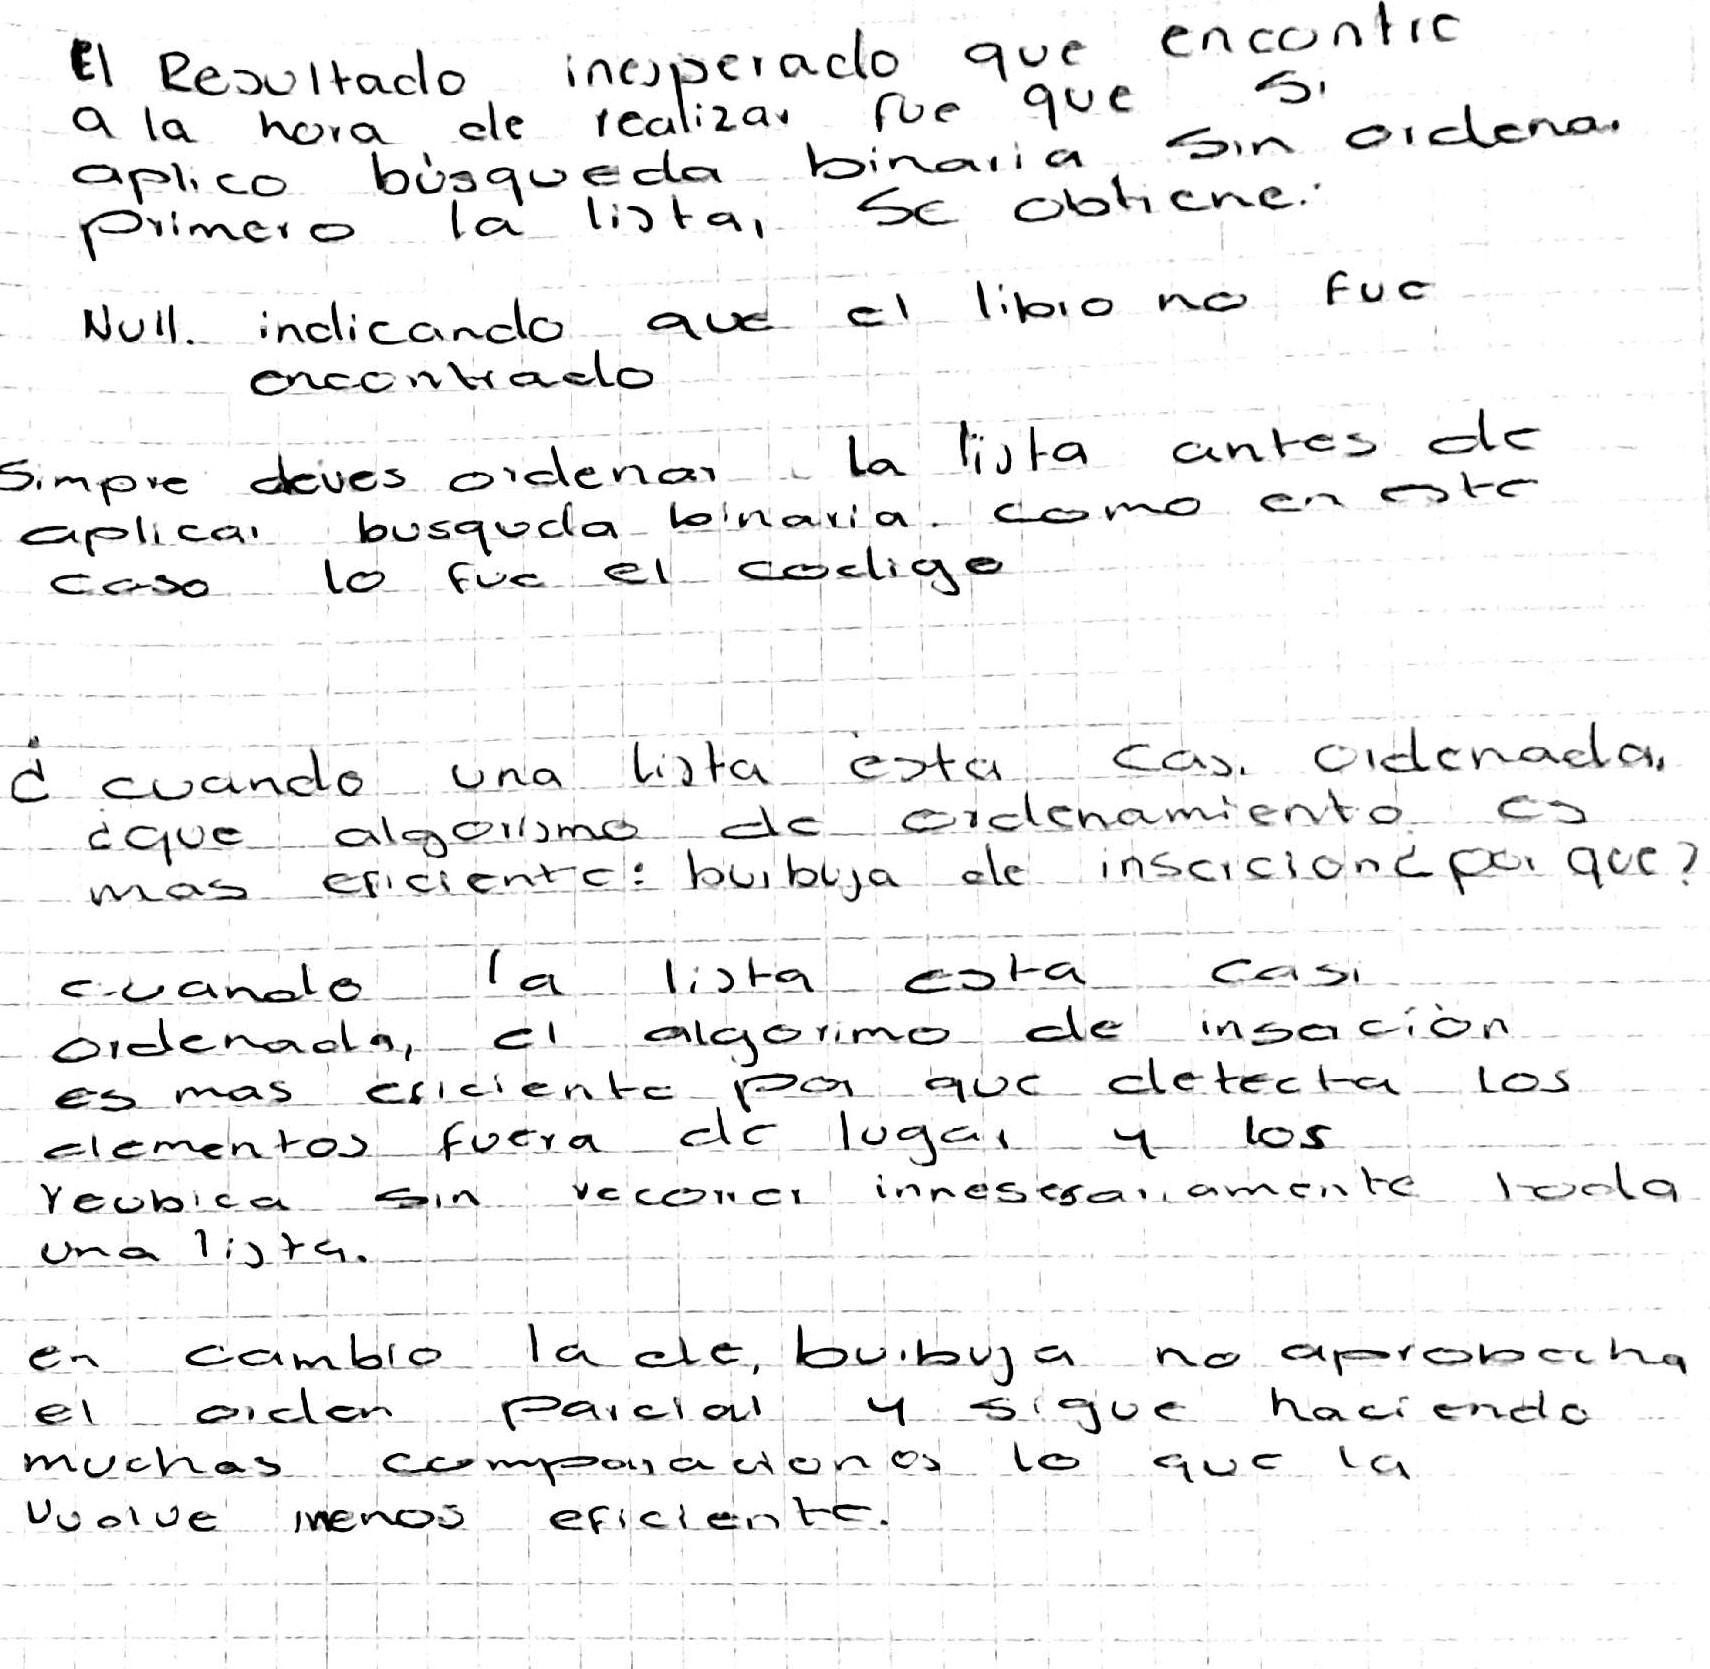 El Resultado inesperado que encontre
a la hora de realizar fue que si
aplico búsqueda binaria sin ordenar
primero la lista, se obtiene:
Null. indicando que el libro no fue
encontrado
Simpre deves ordenar la lista antes de
aplicar busquda binaria. como en este
caso lo fue el codigo
¿ cuando una lista esta casi ordenada,
¿que algorismo de ordenamiento es
mas eficiente: burbuja de insercion¿por que?
cuando la lista esta casi
ordenada, el algorimo de inserción
es mas eficiente por que detecta los
elementos fuera de lugar y los
reubica sin recorrer innesesariamente toda
una lista.
en cambio la de, burbuja no aprobecha
el orden parcial y sigue haciendo
muchas comparaciones lo que la
vuolve menos eficiente.